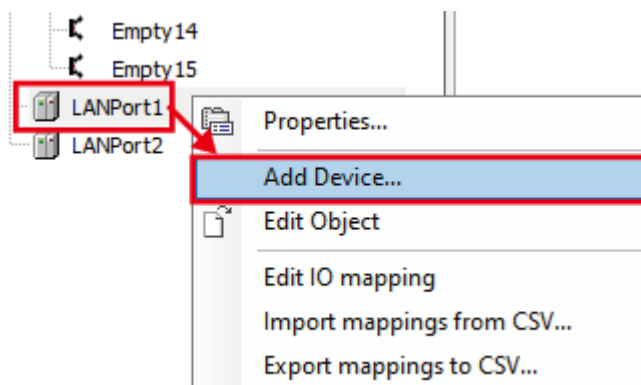 Empty14
Empty15
LANPort1
LANPort2
Properties...
Add Device...
Edit Object
Edit IO mapping
Import mappings from CSV...
Export mappings to CSV...